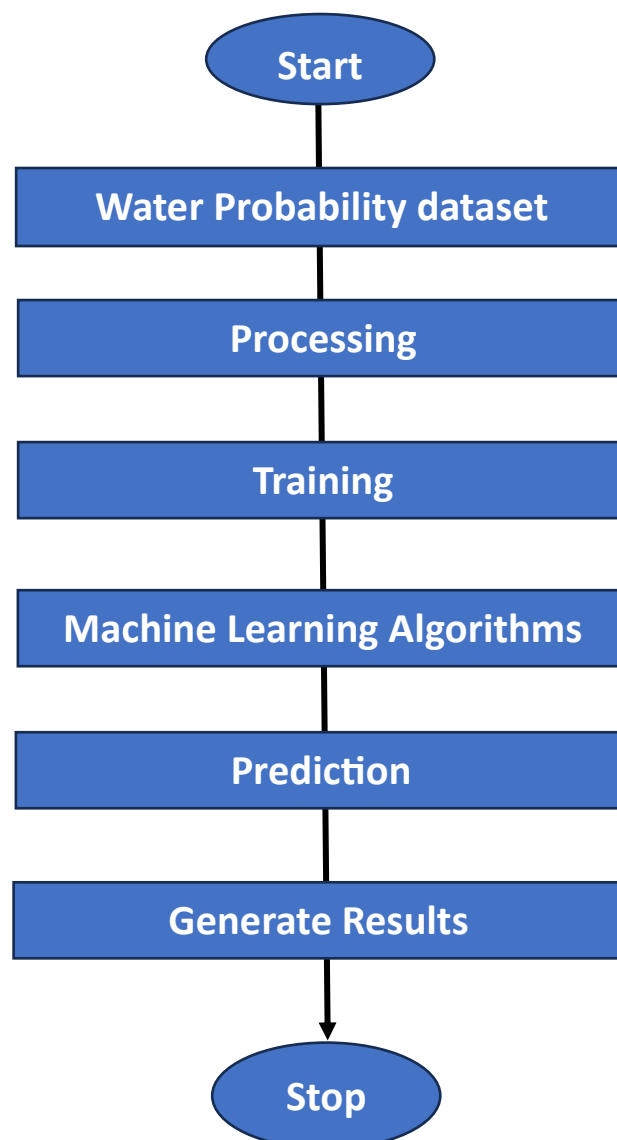 Start
Water Probability dataset
Processing
Training
Machine Learning Algorithms
Prediction
Generate Results
Stop